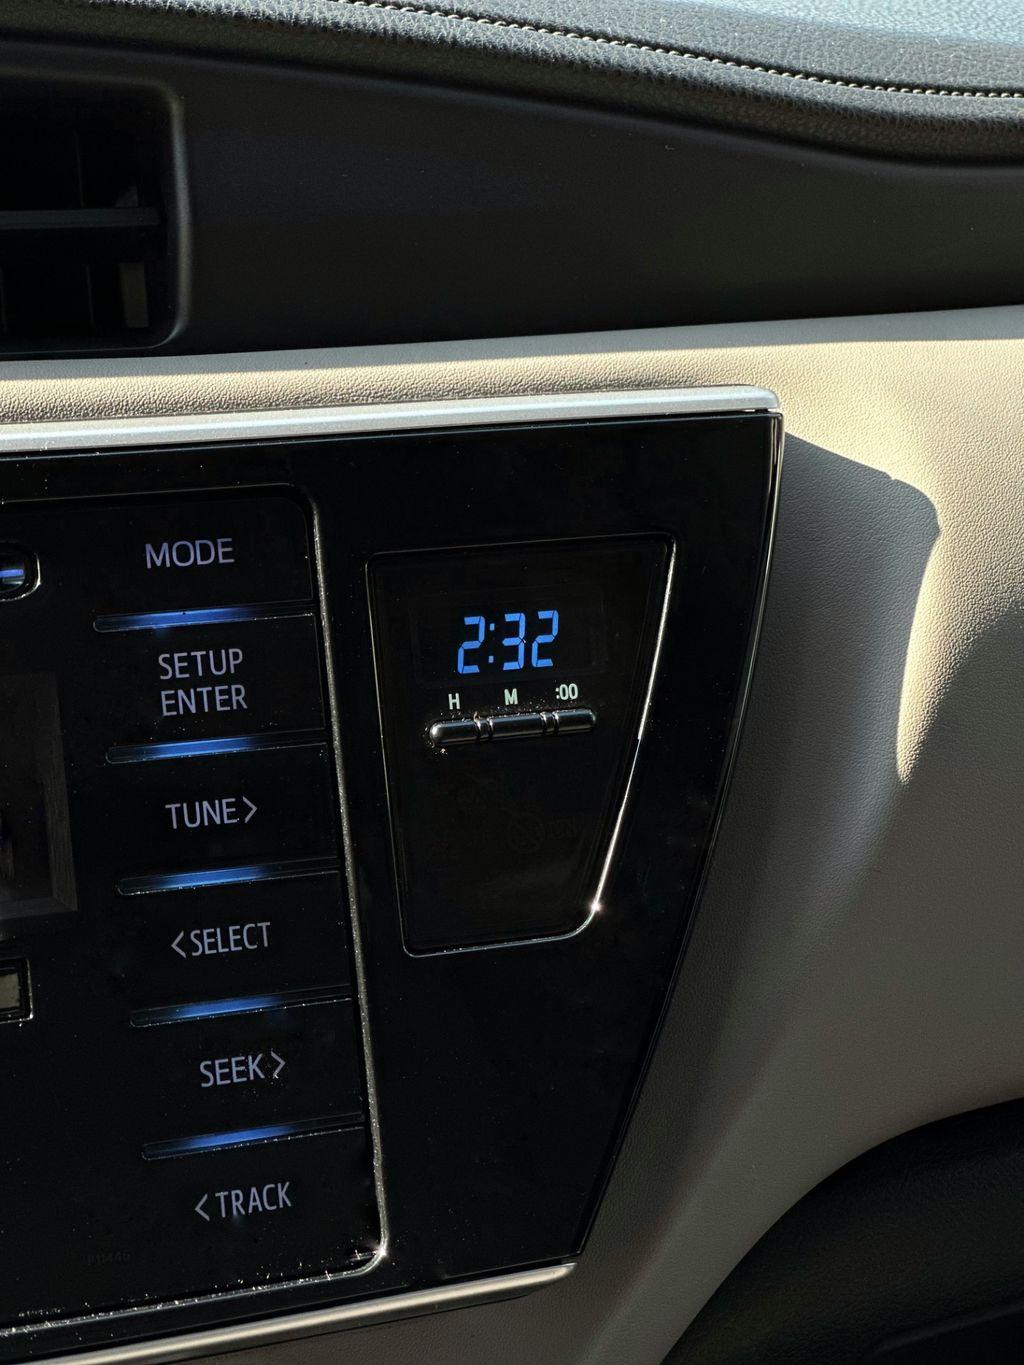 MODE
SETUP
ENTER
TUNE>
<SELECT
SEEK>
<TRACK
2:32
H M :00